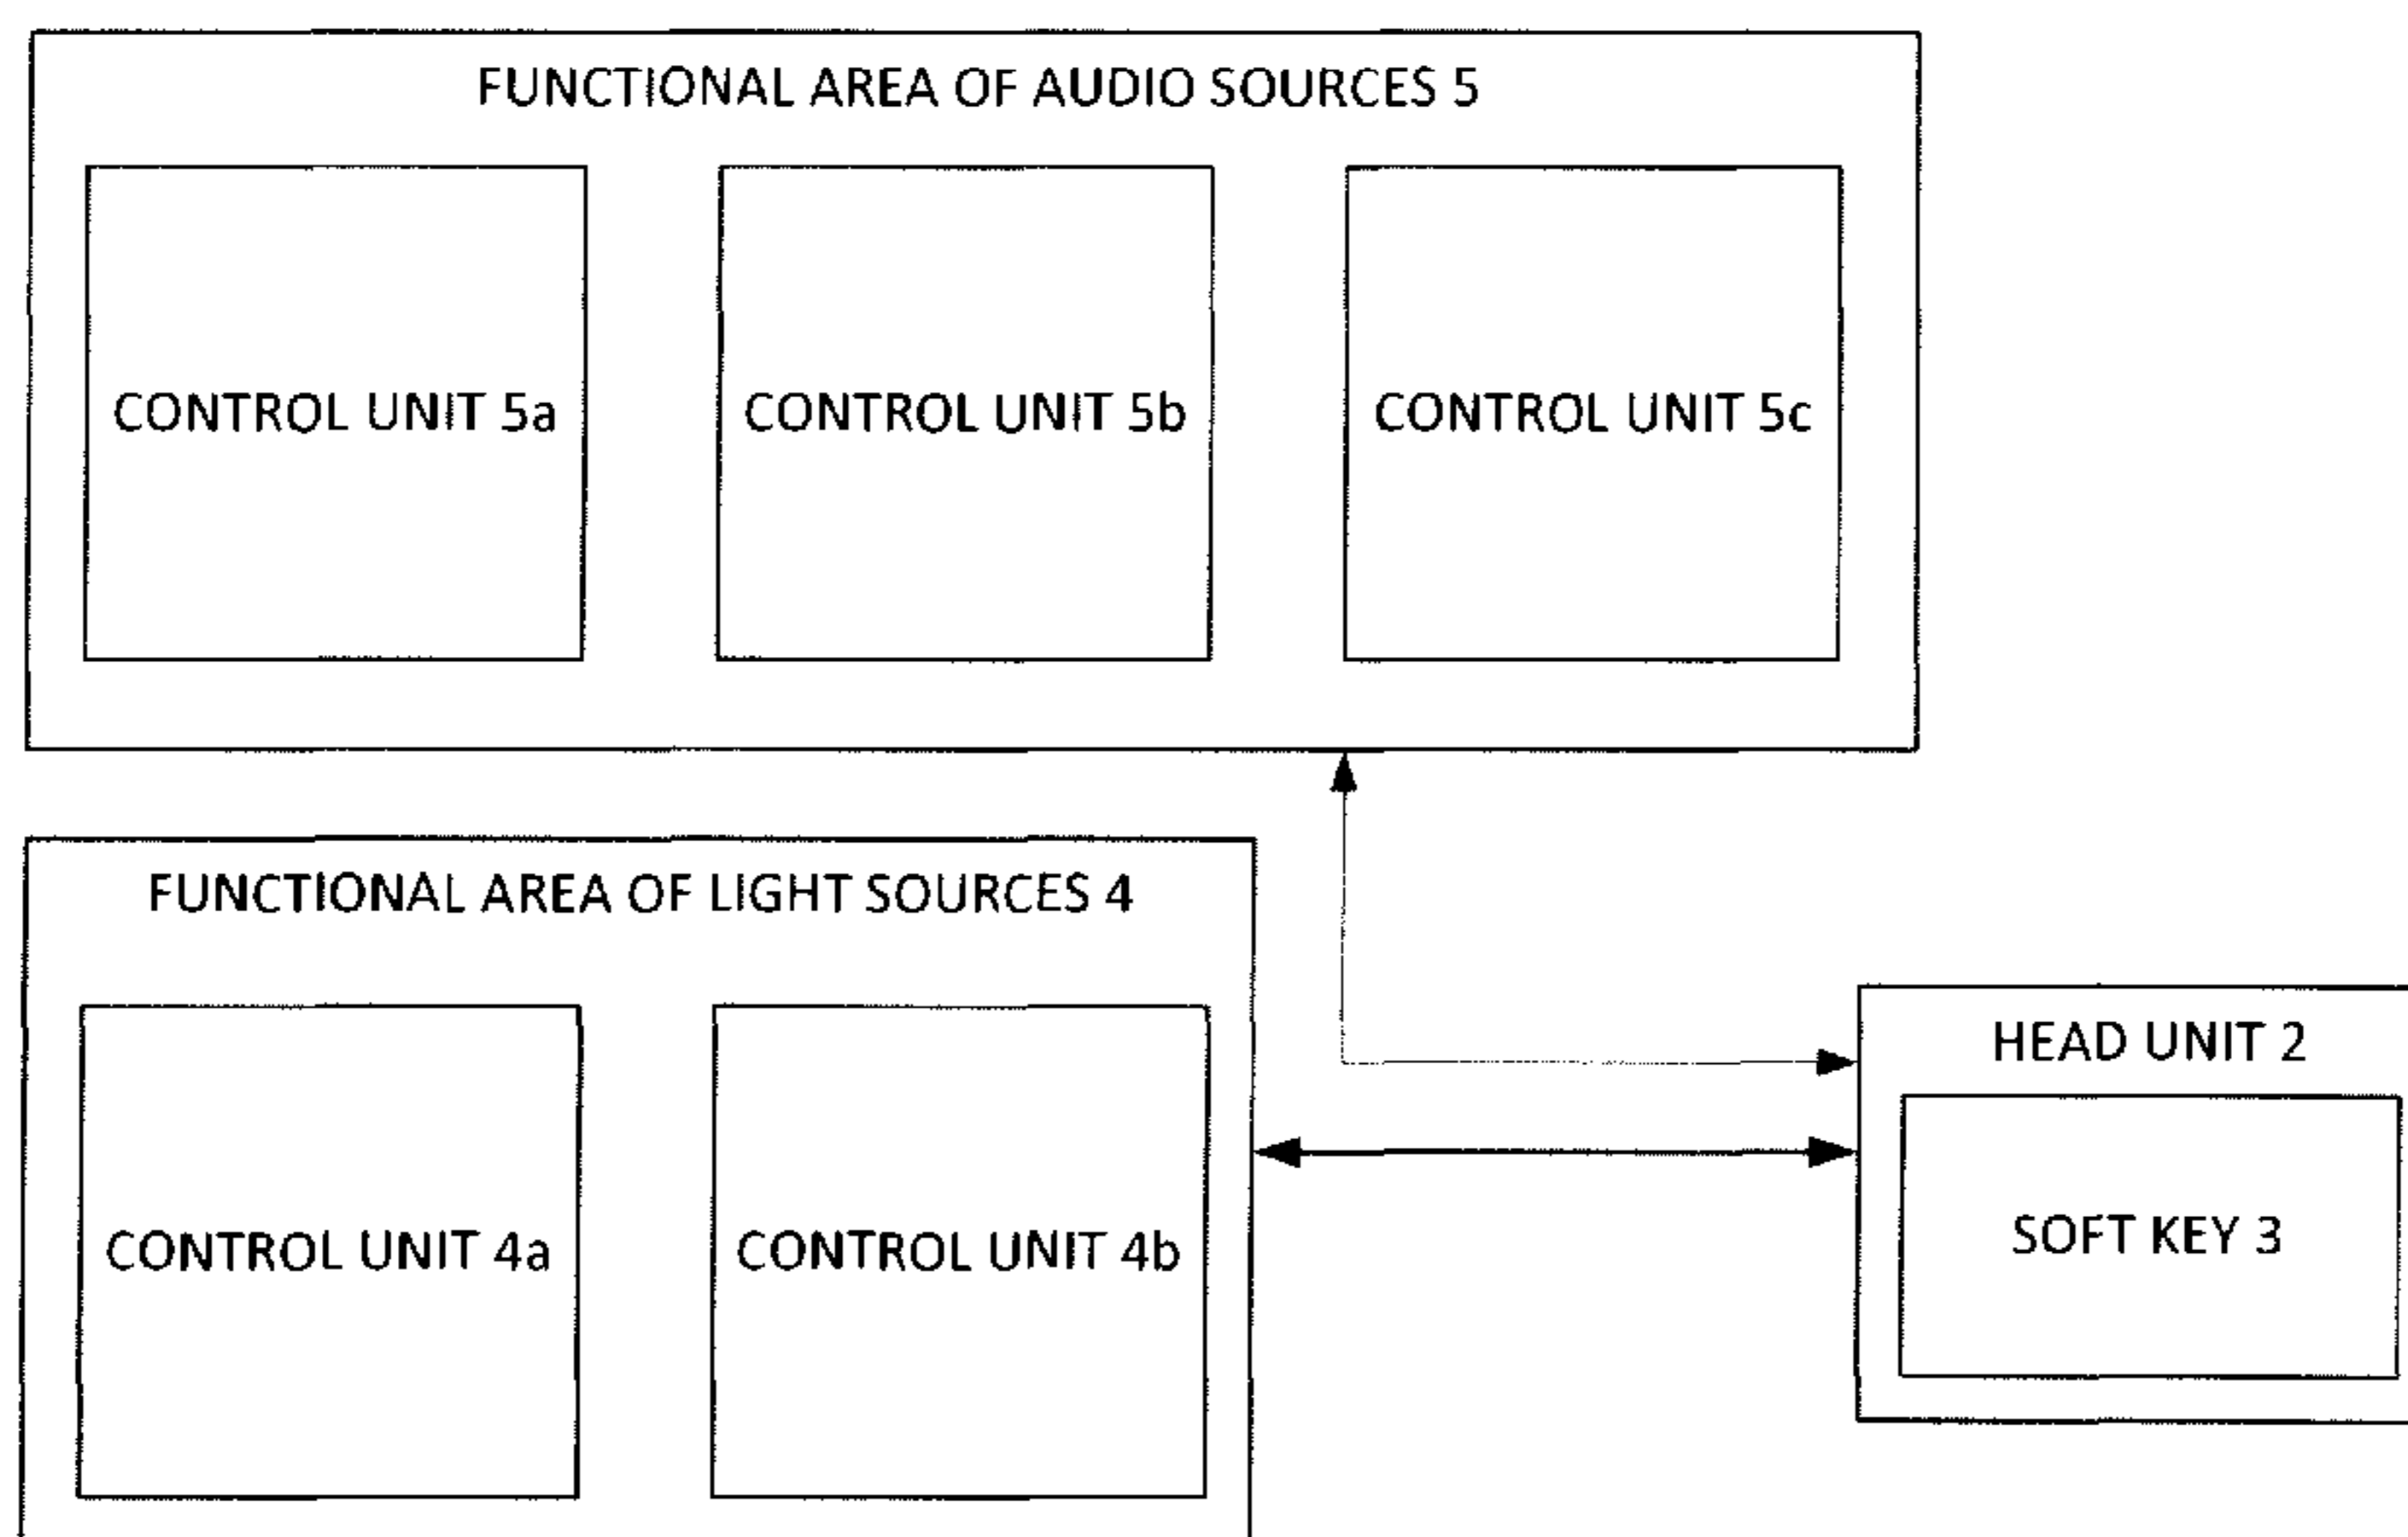 FUNCTIONAL AREA OF AUDIO SOURCES 5
CONTROL UNIT 5a
CONTROL UNIT 5b
CONTROL UNIT 5c
FUNCTIONAL AREA OF LIGHT SOURCES 4
CONTROL UNIT 4a
CONTROL UNIT 4b
HEAD UNIT 2
SOFT KEY 3